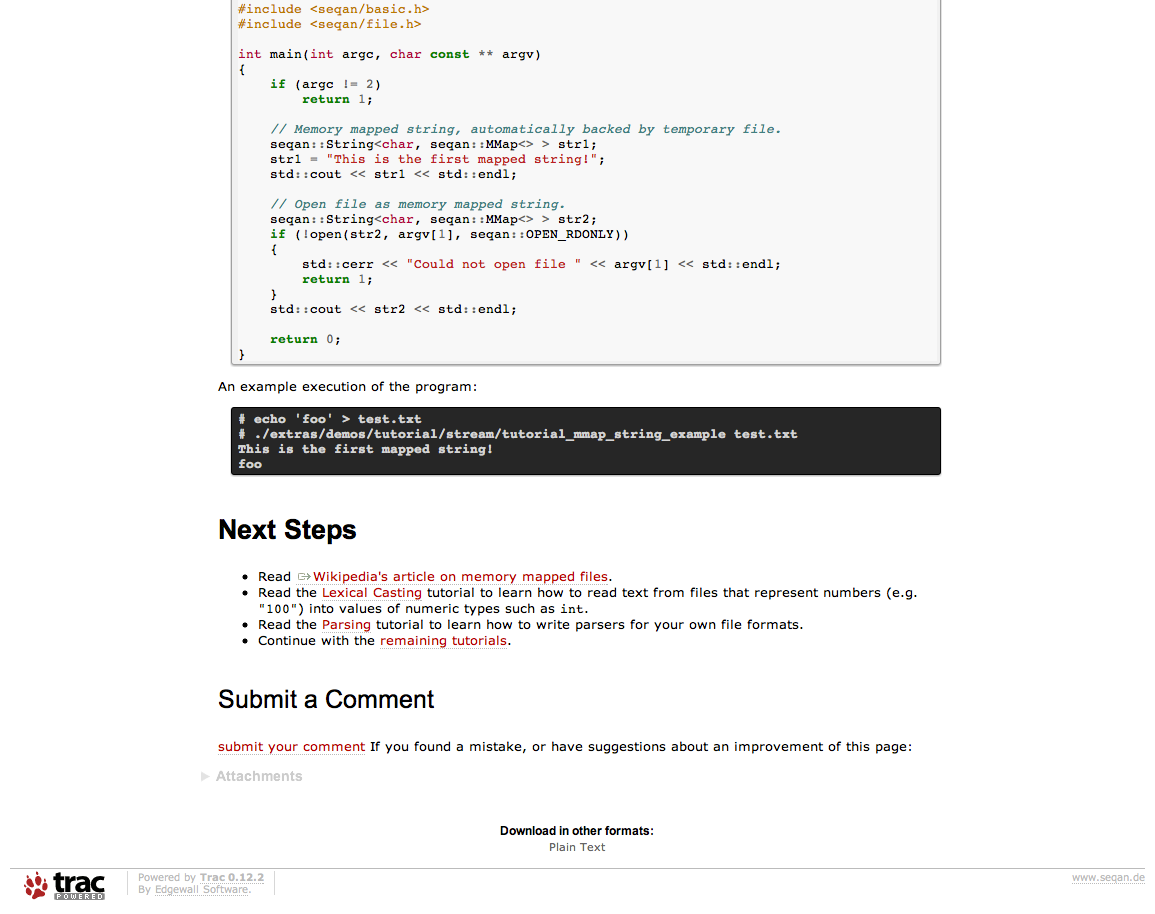 #include <seqan/basic.h>
#include <seqan/file.h>

int main(int argc, char const ** argv)
{
    if (argc != 2)
        return 1;

    // Memory mapped string, automatically backed by temporary file.
    seqan::String<char, seqan::MMap<> > str1;
    str1 = "This is the first mapped string!";
    std::cout << str1 << std::endl;

    // Open file as memory mapped string.
    seqan::String<char, seqan::MMap<> > str2;
    if (!open(str2, argv[1], seqan::OPEN_RDONLY))
    {
        std::cerr << "Could not open file " << argv[1] << std::endl;
        return 1;
    }
    std::cout << str2 << std::endl;

    return 0;
}
An example execution of the program:
# echo 'foo' > test.txt
# ./extras/demos/tutorial/stream/tutorial_mmap_string_example test.txt
This is the first mapped string!
foo
Next Steps
• Read Wikipedia's article on memory mapped files.
• Read the Lexical Casting tutorial to learn how to read text from files that represent numbers (e.g.
"100") into values of numeric types such as int.
• Read the Parsing tutorial to learn how to write parsers for your own file formats.
• Continue with the remaining tutorials.
Submit a Comment
submit your comment If you found a mistake, or have suggestions about an improvement of this page:
Attachments
Download in other formats:
Plain Text
trac POWERED
Powered by Trac 0.12.2
By Edgewall Software.
www.seqan.de